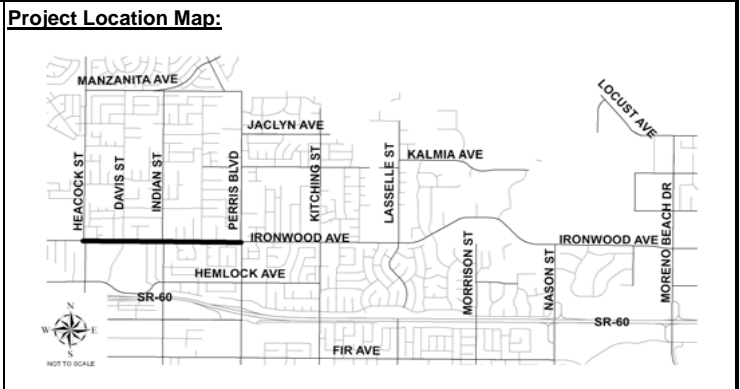 Project Location Map:
MANZANITA AVE
LOCUST AVE
JACLYN AVE
KALMIA AVE
HEACOCK ST
DAVIS ST
INDIAN ST
PERRIS BLVD
KITCHING ST
LASSELLE ST
MORENO BEACH DR
IRONWOOD AVE
IRONWOOD AVE
MORRISON ST
NASON ST
HEMLOCK AVE
SR-60
SR-60
FIR AVE
N
W
E
S
NOT TO SCALE